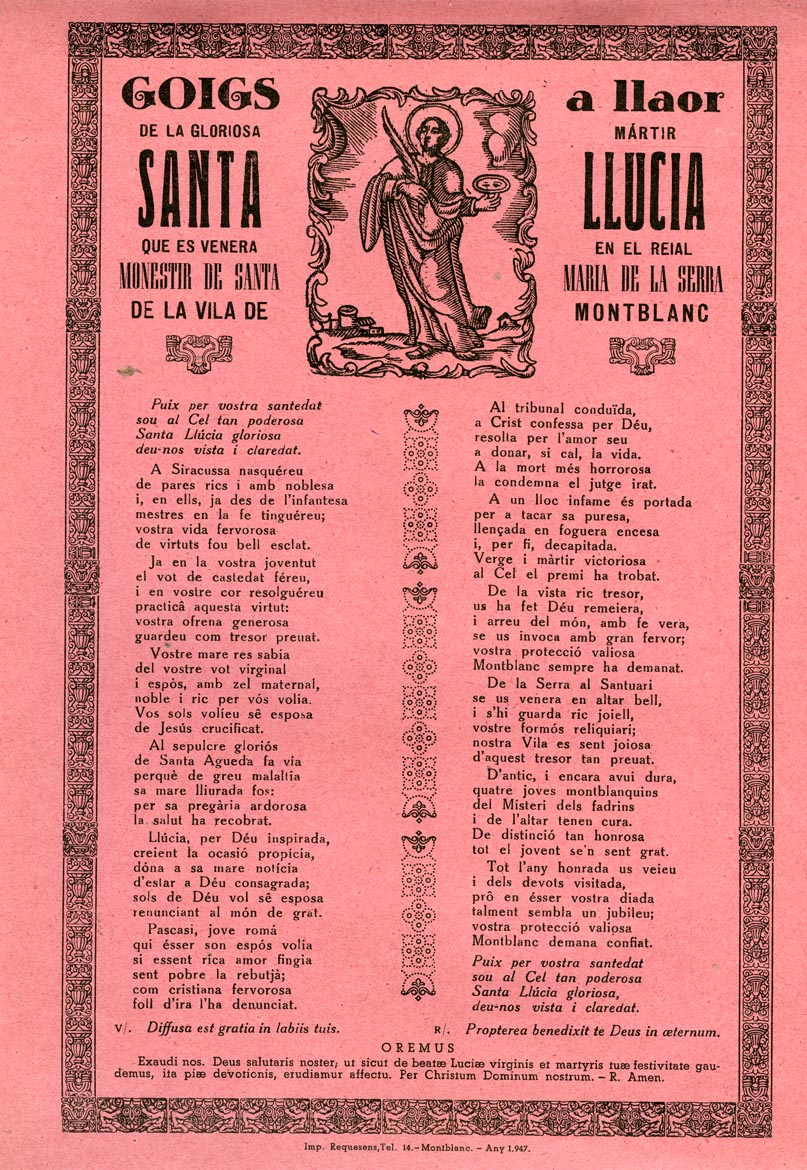 GOIGS a llaor
DE LA GLORIOSA MÁRTIR
SANTA LLUCIA
QUE ES VENERA EN EL REIAL
MONESTIR DE SANTA MARIA DE LA SERRA
DE LA VILA DE MONTBLANC
Puix per vostra santedat
sou al Cel tan poderosa
Santa Llúcia gloriosa
deu-nos vista i claredat.
A Siracussa nasquéreu
de pares rics i amb noblesa
i, en ells, ja des de l'infantesa
mestres en la fe tinguéreu;
vostra vida fervorosa
de virtuts fou bell esclat.
Ja en la vostra joventut
el vot de castedat féreu,
i en vostre cor resolguéreu
practicâ aquesta virtut:
vostra ofrena generosa
guardeu com tresor preuat.
Vostre mare res sabia
del vostre vot virginal
i espòs, amb zel maternal,
noble i ric per vós volia.
Vos sols volíeu sê esposa
de Jesús crucificat.
Al sepulcre gloriós
de Santa Agueda fa via
perquè de greu malaltia
sa mare lliurada fos:
per sa pregària ardorosa
la salut ha recobrat.
Llúcia, per Déu inspirada,
creient la ocasió propícia,
dóna a sa mare notícia
d'estar a Déu consagrada;
sols de Déu vol sê esposa
renunciant al món de grat.
Pascasi, jove romá
qui ésser son espós volía
si essent rica amor fingia
sent pobre la rebutjà;
com cristiana fervorosa
foll d'ira l'ha denunciat.
Al tribunal conduïda,
a Crist confessa per Déu,
resolta per l'amor seu
a donar, si cal, la vida.
A la mort més horrorosa
la condemna el jutge irat.
A un lloc infame és portada
per a tacar sa puresa,
llençada en foguera encesa
i, per fi, decapitada.
Verge i màrtir victoriosa
al Cel el premi ha trobat.
De la vista ric tresor,
us ha fet Déu remeiera,
i arreu del món, amb fe vera,
se us invoca amb gran fervor;
vostra protecció valiosa
Montblanc sempre ha demanat.
De la Serra al Santuari
se us venera en altar bell,
i s'hi guarda ric joiell,
vostre formós reliquiari;
nostra Vila es sent joiosa
d'aquest tresor tan preuat.
D'antic, i encara avui dura,
quatre joves montblanquins
del Misteri dels fadrins
i de l'altar tenen cura.
De distinció tan honrosa
tot el jovent se'n sent grat.
Tot l'any honrada us veieu
i dels devots visitada,
prô en ésser vostra diada
talment sembla un jubileu;
vostra protecció valiosa
Montblanc demana confiat.
Puix per vostra santedat
sou al Cel tan poderosa
Santa Llúcia gloriosa,
deu-nos vista i claredat.
V/. Diffusa est gratia in labiis tuis. R/. Propterea benedixit te Deus in æternum.
OREMUS
Exaudi nos. Deus salutaris noster; ut sicut de beatæ Luciæ virginis et martyris tuæ festivitate gau-
demus, ita piæ devotionis, erudiamur affectu. Per Christum Dominum nostrum. – R. Amen.
Imp. Requesens, Tel. 14.–Montblanc. – Any 1.947.